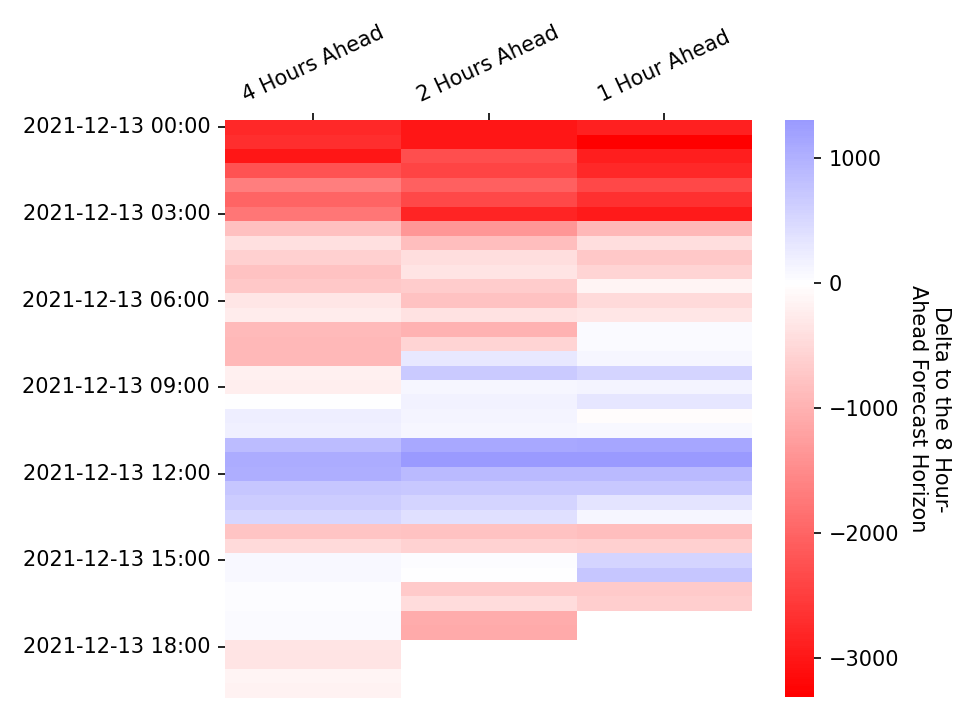 4 Hours Ahead
2 Hours Ahead
1 Hour Ahead
2021-12-13 00:00
2021-12-13 03:00
2021-12-13 06:00
2021-12-13 09:00
2021-12-13 12:00
2021-12-13 15:00
2021-12-13 18:00
1000
0
−1000
−2000
−3000
Delta to the 8 Hour-
Ahead Forecast Horizon